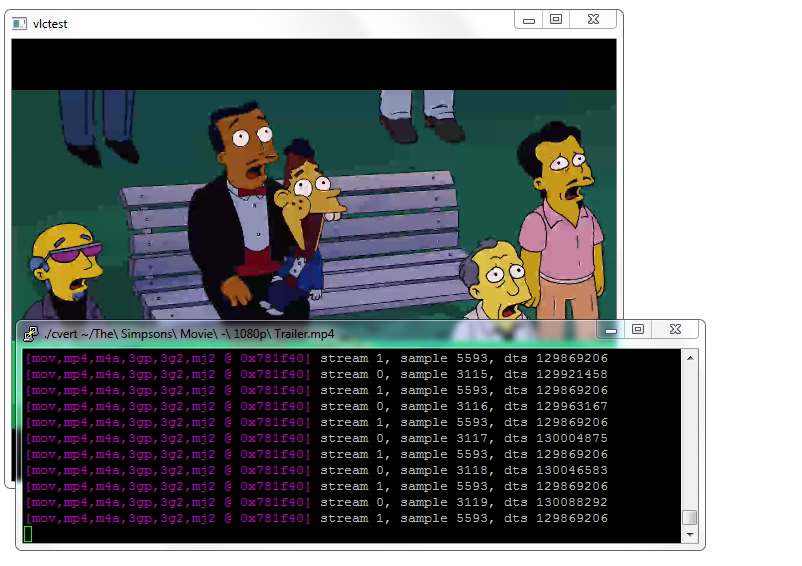 vlctest
./cvert ~/The\ Simpsons\ Movie\ -\ 1080p\ Trailer.mp4
[mov,mp4,m4a,3gp,3g2,mj2 @ 0x781f40] stream 1, sample 5593, dts 129869206
[mov,mp4,m4a,3gp,3g2,mj2 @ 0x781f40] stream 0, sample 3115, dts 129921458
[mov,mp4,m4a,3gp,3g2,mj2 @ 0x781f40] stream 1, sample 5593, dts 129869206
[mov,mp4,m4a,3gp,3g2,mj2 @ 0x781f40] stream 0, sample 3116, dts 129963167
[mov,mp4,m4a,3gp,3g2,mj2 @ 0x781f40] stream 1, sample 5593, dts 129869206
[mov,mp4,m4a,3gp,3g2,mj2 @ 0x781f40] stream 0, sample 3117, dts 130004875
[mov,mp4,m4a,3gp,3g2,mj2 @ 0x781f40] stream 1, sample 5593, dts 129869206
[mov,mp4,m4a,3gp,3g2,mj2 @ 0x781f40] stream 0, sample 3118, dts 130046583
[mov,mp4,m4a,3gp,3g2,mj2 @ 0x781f40] stream 1, sample 5593, dts 129869206
[mov,mp4,m4a,3gp,3g2,mj2 @ 0x781f40] stream 0, sample 3119, dts 130088292
[mov,mp4,m4a,3gp,3g2,mj2 @ 0x781f40] stream 1, sample 5593, dts 129869206